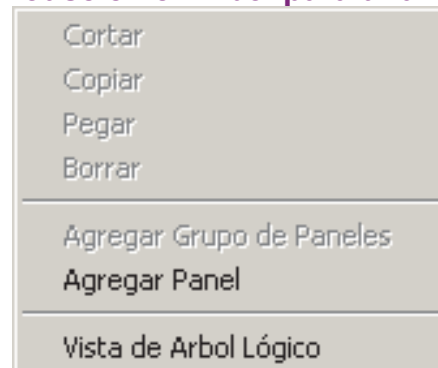 Cortar
Copiar
Pegar
Borrar
Agregar Grupo de Paneles
Agregar Panel
Vista de Arbol Lógico